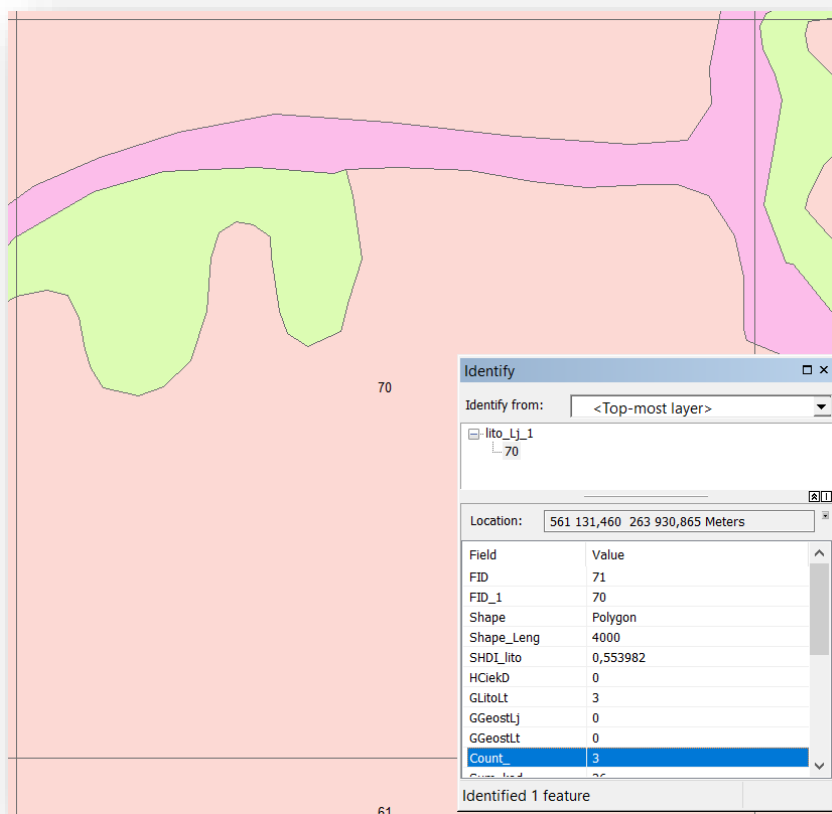 70
Identify
Identify from: <Top-most layer>
lito_Lj_1
70
Location: 561 131,460 263 930,865 Meters
Field Value
FID 71
FID_1 70
Shape Polygon
Shape_Leng 4000
SHDI_lito 0,553982
HCiekD 0
GLitoLt 3
GGeostLj 0
GGeostLt 0
Count_ 3
Identified 1 feature
61